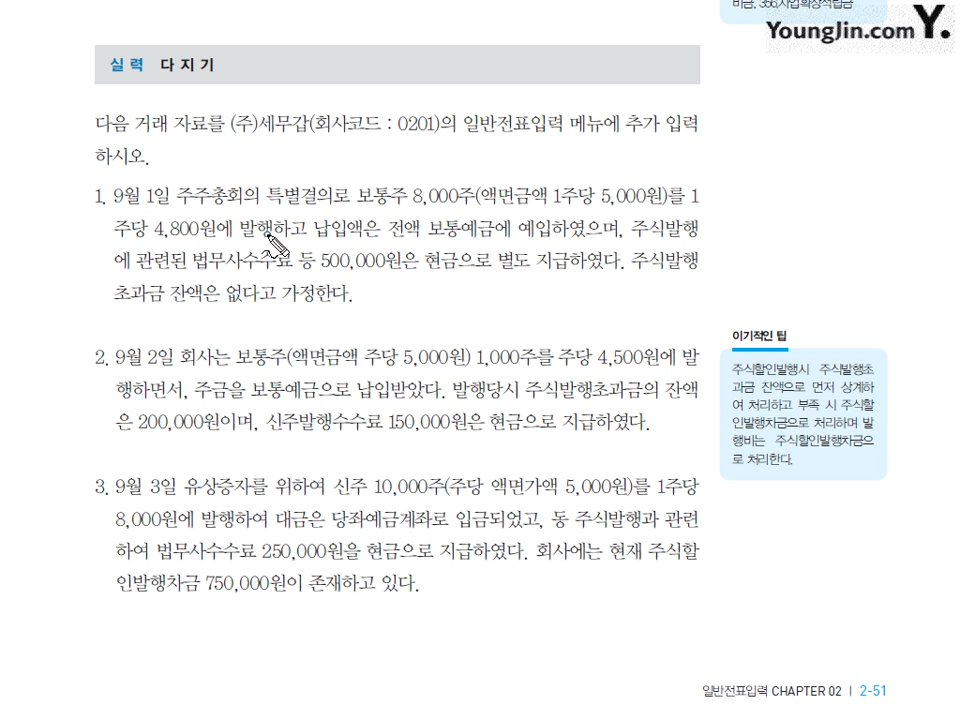 비금, 356.사업확장적립금
YoungJin.com Y.
실력 다지기
다음 거래 자료를 (주)세무갑(회사코드 : 0201)의 일반전표입력 메뉴에 추가 입력
하시오.
1. 9월 1일 주주총회의 특별결의로 보통주 8,000주(액면금액 1주당 5,000원)를 1
주당 4,800원에 발행하고 납입액은 전액 보통예금에 예입하였으며, 주식발행
에 관련된 법무사수수료 등 500,000원은 현금으로 별도 지급하였다. 주식발행
초과금 잔액은 없다고 가정한다.
2. 9월 2일 회사는 보통주(액면금액 주당 5,000원) 1,000주를 주당 4,500원에 발
행하면서, 주금을 보통예금으로 납입받았다. 발행당시 주식발행초과금의 잔액
은 200,000원이며, 신주발행수수료 150,000원은 현금으로 지급하였다.
이기적인 팁
주식할인발행시 주식발행초
과금 잔액으로 먼저 상계하
여 처리하고 부족 시 주식할
인발행차금으로 처리하며 발
행비는 주식할인발행차금으
로 처리한다.
3. 9월 3일 유상증자를 위하여 신주 10,000주(주당 액면가액 5,000원)를 1주당
8,000원에 발행하여 대금은 당좌예금계좌로 입금되었고, 동 주식발행과 관련
하여 법무사수수료 250,000원을 현금으로 지급하였다. 회사에는 현재 주식할
인발행차금 750,000원이 존재하고 있다.
일반전표입력 CHAPTER 02 | 2-51